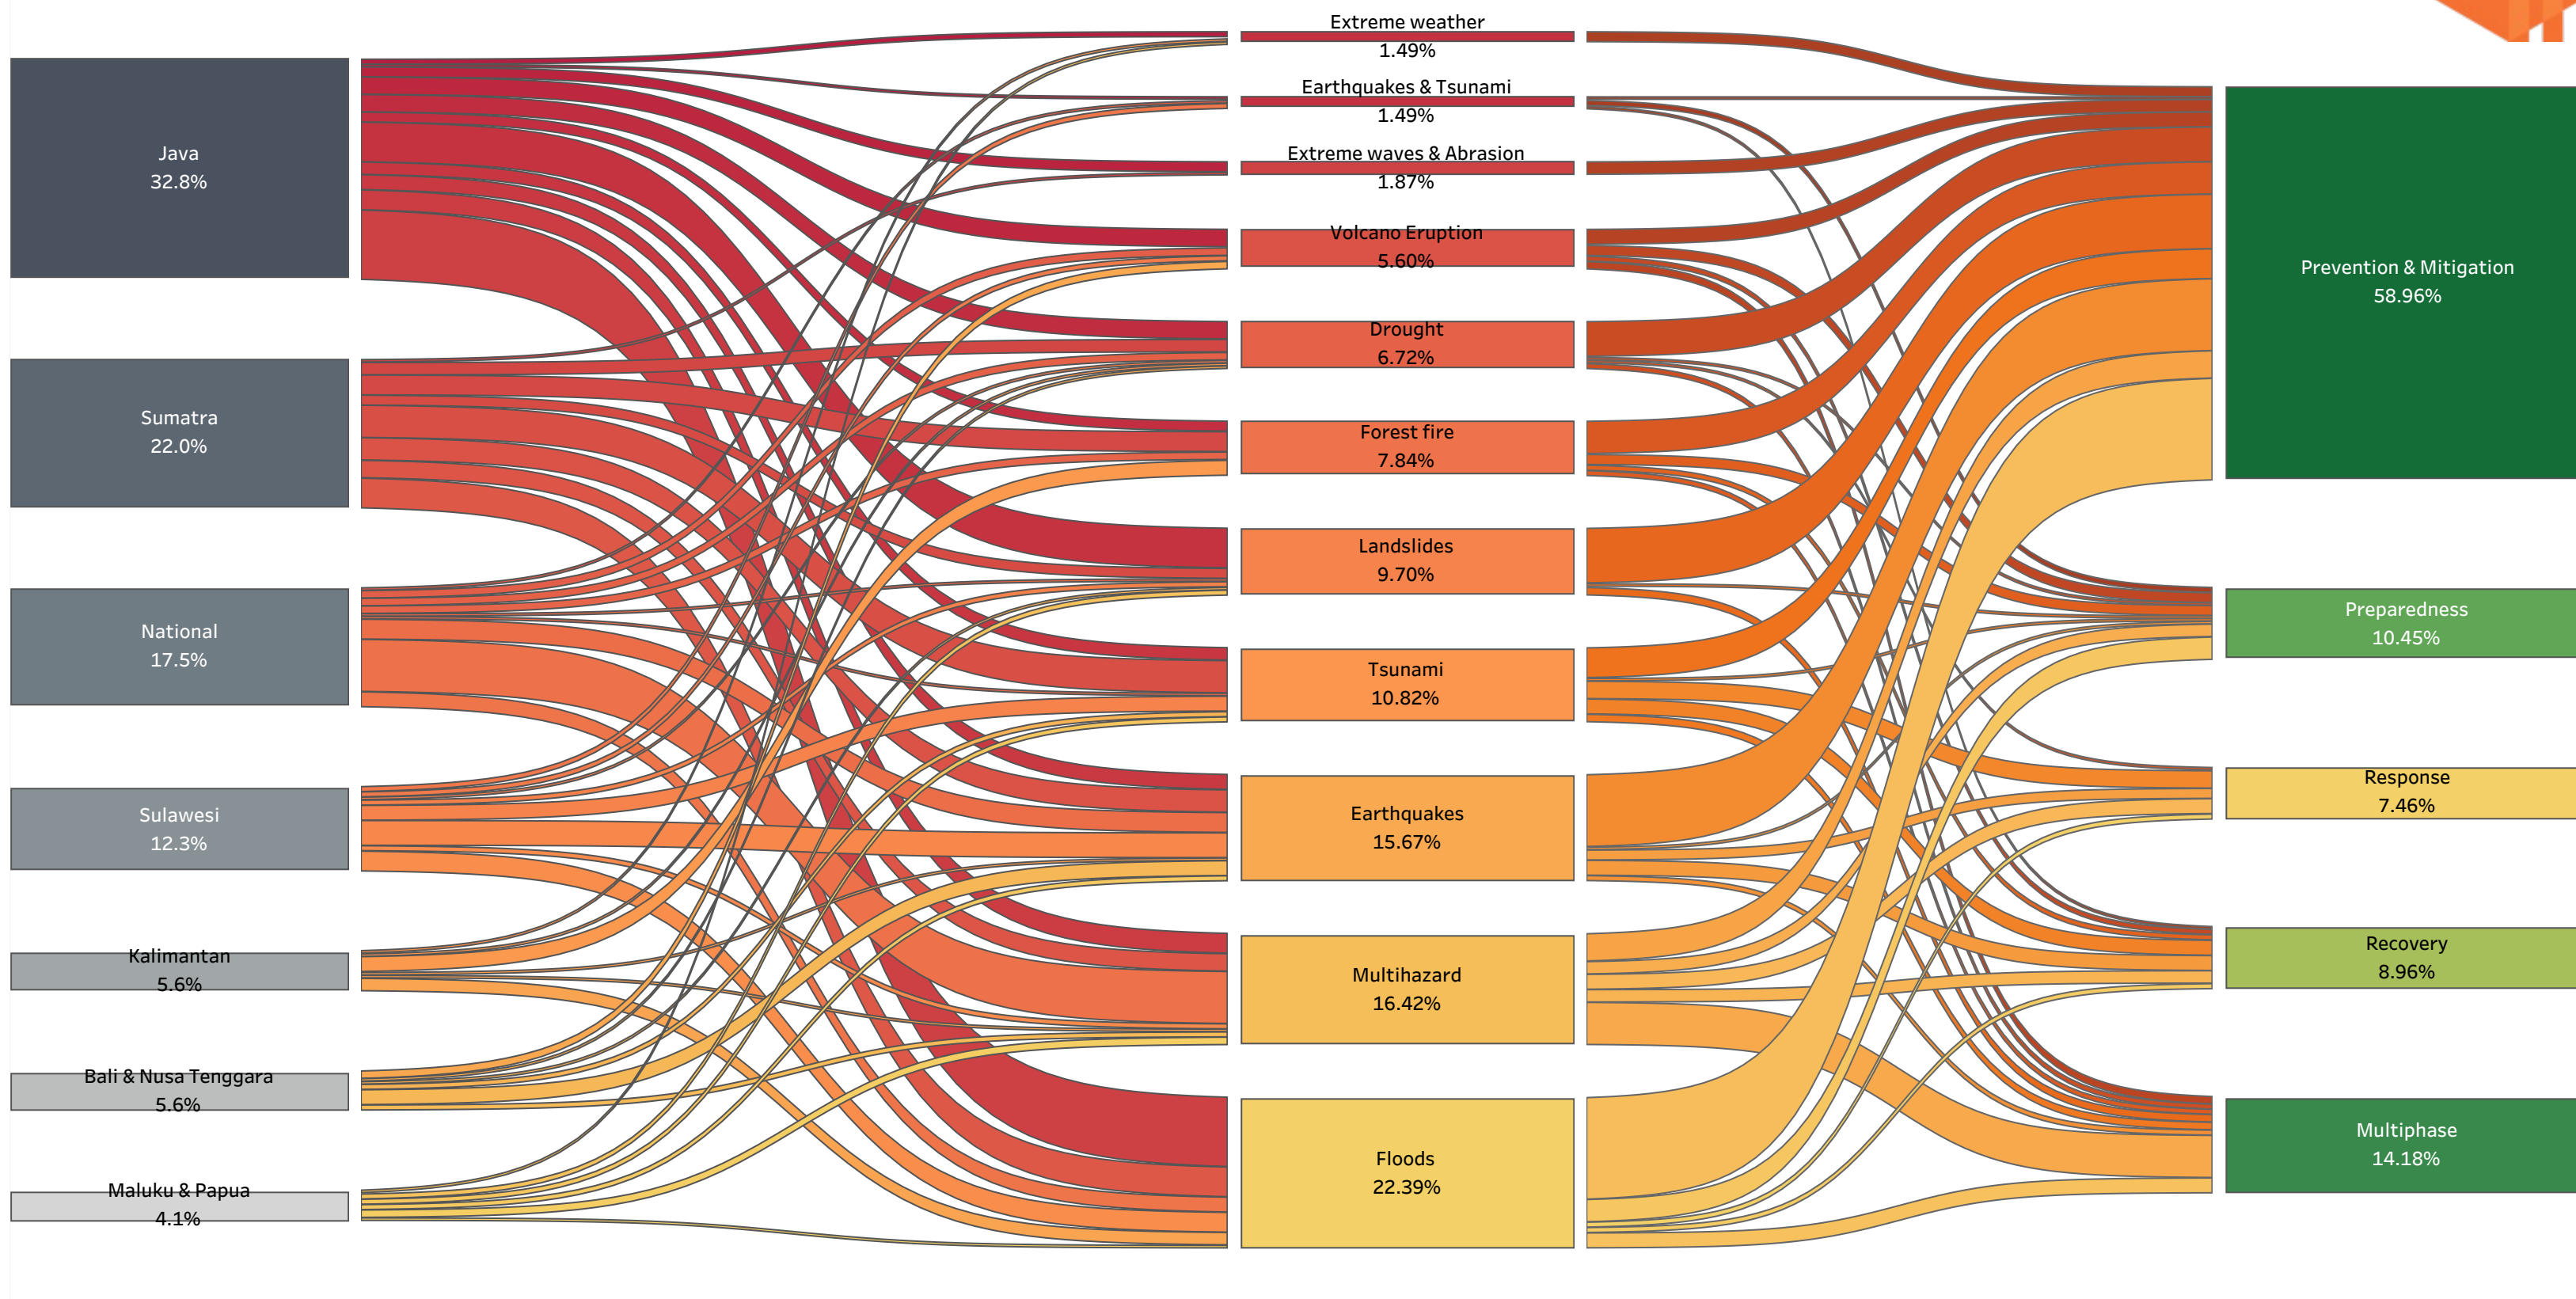 Java
32.8%
Sumatra
22.0%
National
17.5%
Sulawesi
12.3%
Kalimantan
5.6%
Bali & Nusa Tenggara
5.6%
Maluku & Papua
4.1%
Extreme weather
1.49%
Earthquakes & Tsunami
1.49%
Extreme waves & Abrasion
1.87%
Volcano Eruption
5.60%
Drought
6.72%
Forest fire
7.84%
Landslides
9.70%
Tsunami
10.82%
Earthquakes
15.67%
Multihazard
16.42%
Floods
22.39%
Prevention & Mitigation
58.96%
Preparedness
10.45%
Response
7.46%
Recovery
8.96%
Multiphase
14.18%